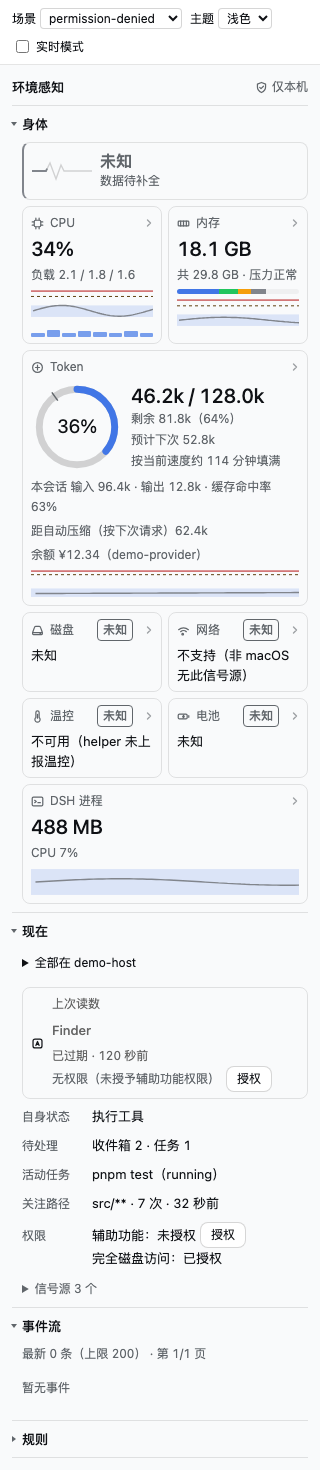 场景 permission-denied 主题 浅色
实时模式
环境感知 仅本机
身体
未知
数据待补全
CPU
34%
负载 2.1 / 1.8 / 1.6
内存
18.1 GB
共 29.8 GB · 压力正常
Token
36%
46.2k / 128.0k
剩余 81.8k（64%）
预计下次 52.8k
按当前速度约 114 分钟填满
本会话 输入 96.4k · 输出 12.8k · 缓存命中率
63%
距自动压缩（按下次请求）62.4k
余额 ¥12.34（demo-provider）
磁盘 未知
未知
网络 未知
不支持（非 macOS
无此信号源）
温控 未知
不可用（helper 未上
报温控）
电池 未知
未知
DSH 进程
488 MB
CPU 7%
现在
全部在 demo-host
上次读数
Finder
已过期 · 120 秒前
无权限（未授予辅助功能权限） 授权
自身状态 执行工具
待处理 收件箱 2 · 任务 1
活动任务 pnpm test（running）
关注路径 src/** · 7 次 · 32 秒前
权限 辅助功能：未授权 授权
完全磁盘访问：已授权
信号源 3 个
事件流
最新 0 条（上限 200） · 第 1/1 页
暂无事件
规则